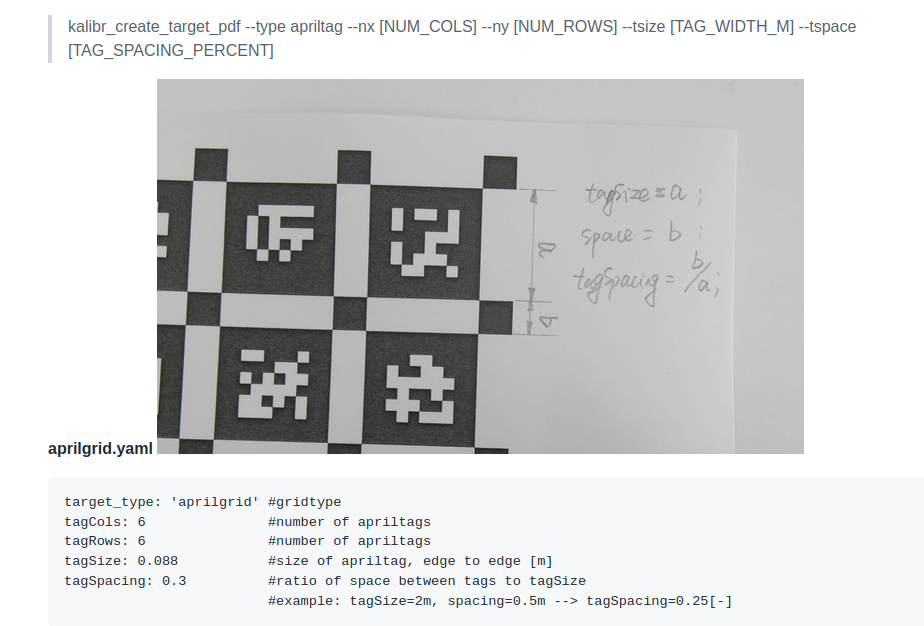 kalibr_create_target_pdf --type apriltag --nx [NUM_COLS] --ny [NUM_ROWS] --tsize [TAG_WIDTH_M] --tspace
[TAG_SPACING_PERCENT]
tagSize = a ;
space = b ;
tagSpacing = b/a ;
a
b
aprilgrid.yaml
target_type: 'aprilgrid' #gridtype
tagCols: 6 #number of apriltags
tagRows: 6 #number of apriltags
tagSize: 0.088 #size of apriltag, edge to edge [m]
tagSpacing: 0.3 #ratio of space between tags to tagSize
#example: tagSize=2m, spacing=0.5m --> tagSpacing=0.25[-]